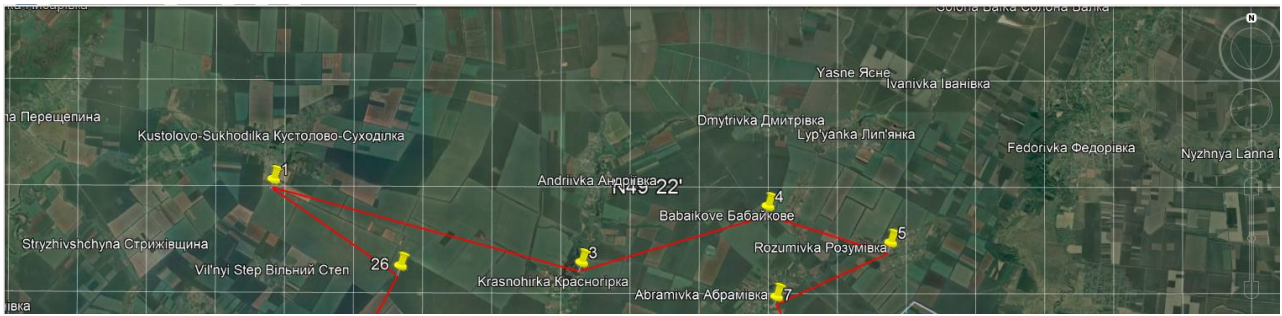 Solona Balka Солона Балка
Yasne Ясне
Ivanivka Іванівка
Перещепина
Dmytrivka Дмитрівка
Kustolovo-Sukhodilka Кустолово-Суходілка
Lyp'yanka Лип'янка
Fedorivka Федорівка
Nyzhnya Lanna
1
Andriivka Андріївка
N49°22'
4
Babaikove Бабайкове
Stryzhivshchyna Стрижівщина
5
Rozumivka Розумівка
Vil'nyi Step Вільний Степ
26
3
Krasnohirka Красногірка
Abramivka Абрамівка
7
N